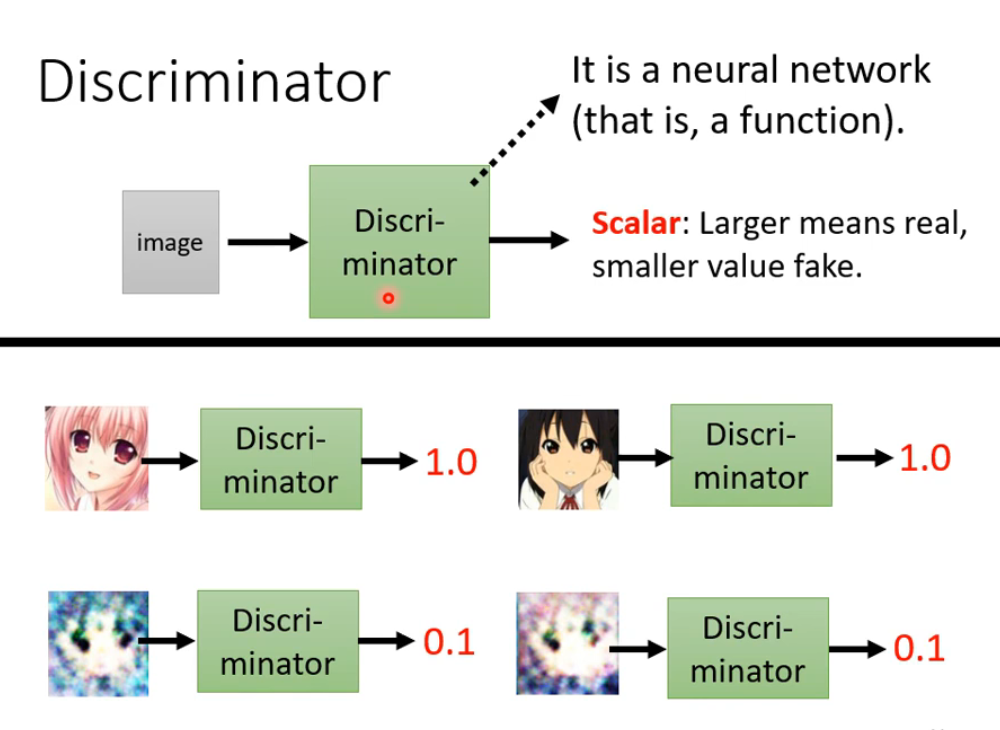 Discriminator
It is a neural network
(that is, a function).
image
Discri-
minator
Scalar: Larger means real,
smaller value fake.
Discri-
minator
1.0
Discri-
minator
1.0
Discri-
minator
0.1
Discri-
minator
0.1